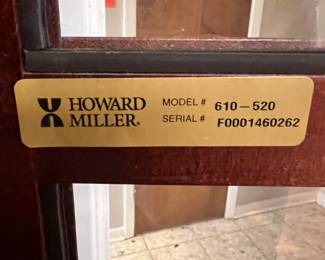 HOWARD MILLER® MODEL # 610-520
SERIAL # F0001460262